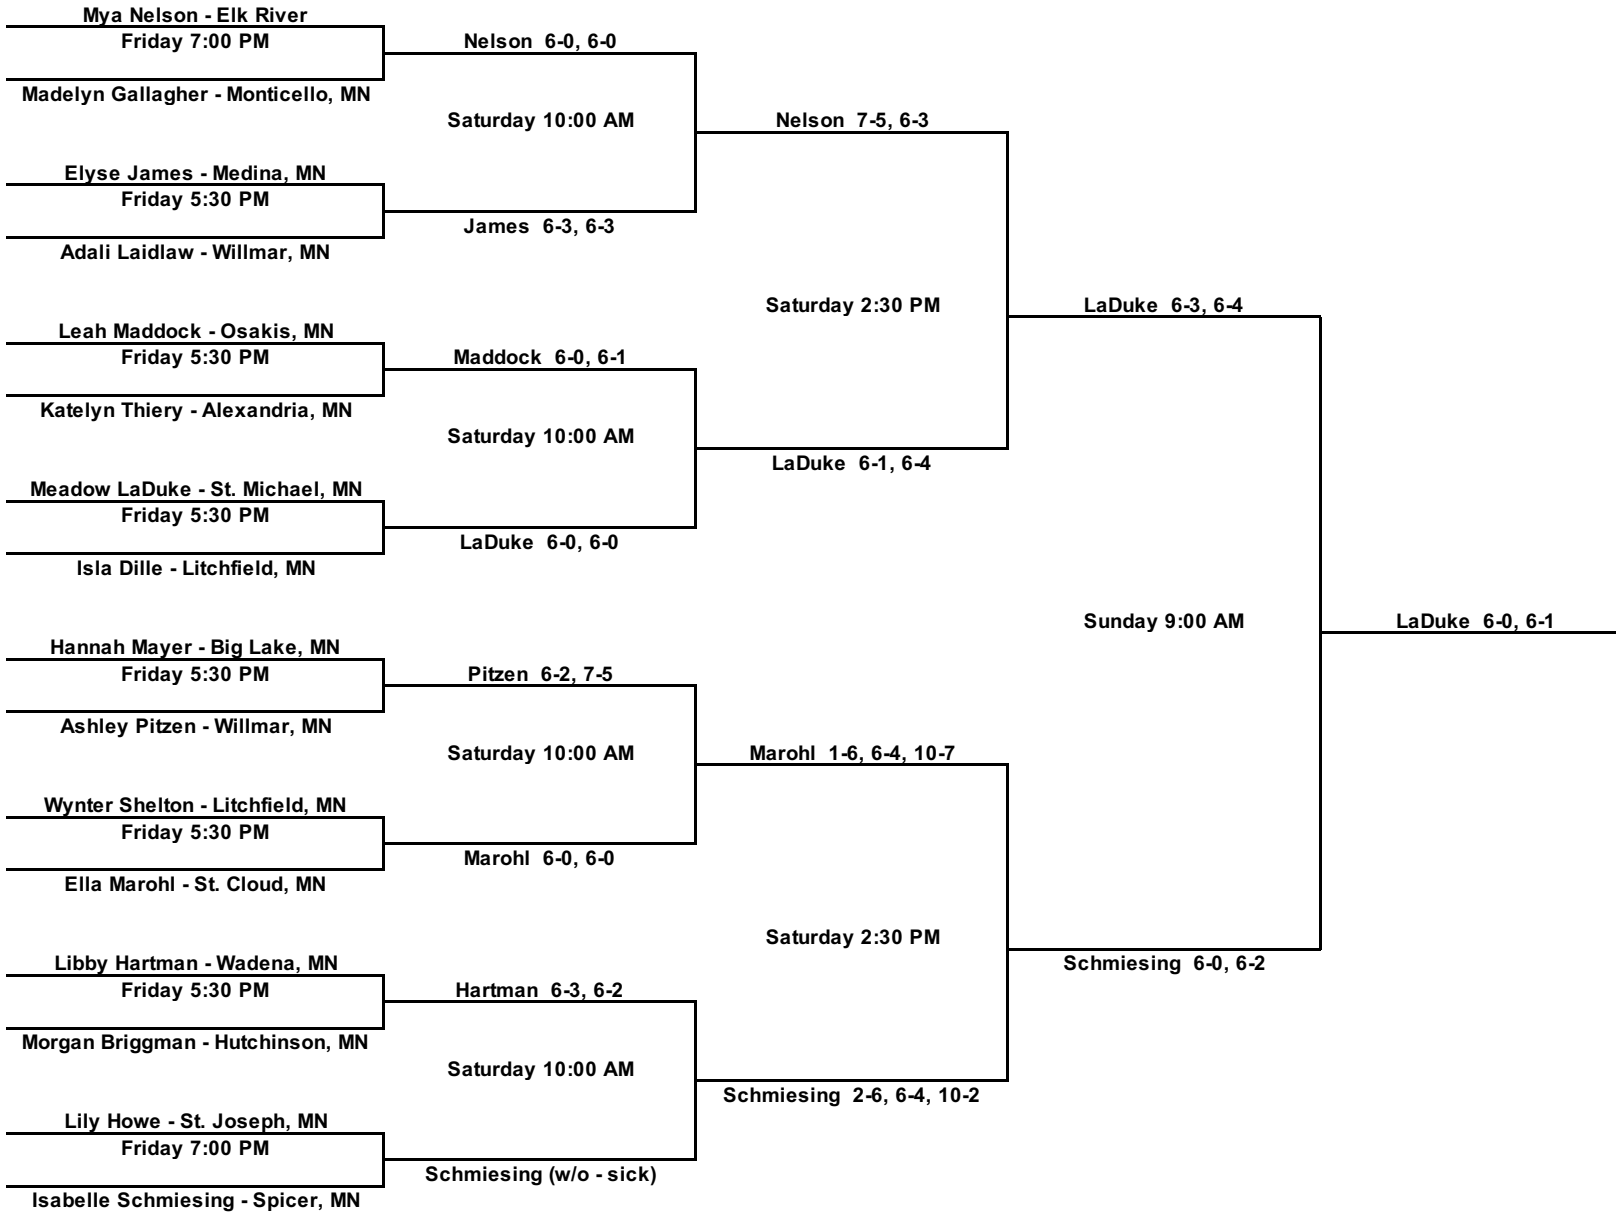 Mya Nelson - Elk River
Friday 7:00 PM
Nelson 6-0, 6-0
Madelyn Gallagher - Monticello, MN
Saturday 10:00 AM
Nelson 7-5, 6-3
Elyse James - Medina, MN
Friday 5:30 PM
James 6-3, 6-3
Adali Laidlaw - Willmar, MN
Saturday 2:30 PM
LaDuke 6-3, 6-4
Leah Maddock - Osakis, MN
Friday 5:30 PM
Maddock 6-0, 6-1
Katelyn Thiery - Alexandria, MN
Saturday 10:00 AM
LaDuke 6-1, 6-4
Meadow LaDuke - St. Michael, MN
Friday 5:30 PM
LaDuke 6-0, 6-0
Isla Dille - Litchfield, MN
Sunday 9:00 AM
LaDuke 6-0, 6-1
Hannah Mayer - Big Lake, MN
Friday 5:30 PM
Pitzen 6-2, 7-5
Ashley Pitzen - Willmar, MN
Saturday 10:00 AM
Marohl 1-6, 6-4, 10-7
Wynter Shelton - Litchfield, MN
Friday 5:30 PM
Marohl 6-0, 6-0
Ella Marohl - St. Cloud, MN
Saturday 2:30 PM
Schmiesing 6-0, 6-2
Libby Hartman - Wadena, MN
Friday 5:30 PM
Hartman 6-3, 6-2
Morgan Briggman - Hutchinson, MN
Saturday 10:00 AM
Schmiesing 2-6, 6-4, 10-2
Lily Howe - St. Joseph, MN
Friday 7:00 PM
Schmiesing (w/o - sick)
Isabelle Schmiesing - Spicer, MN